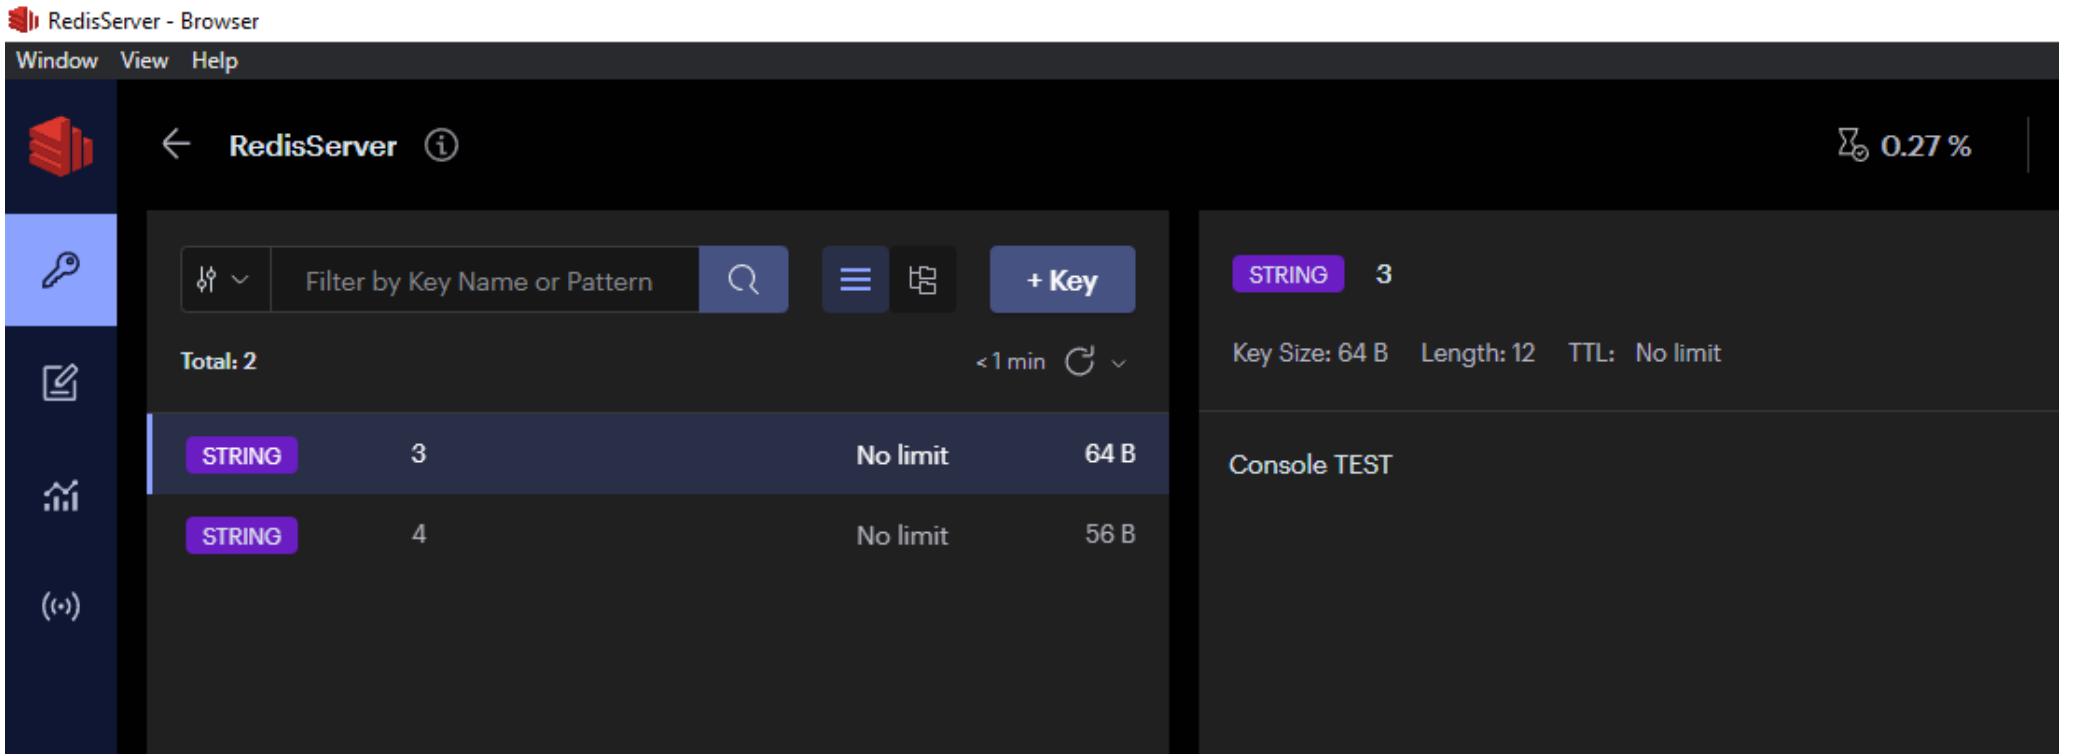 RedisServer - Browser
Window View Help
RedisServer
0.27 %
Filter by Key Name or Pattern
+ Key
Total: 2
<1 min
STRING 3 No limit 64 B
STRING 4 No limit 56 B
STRING 3
Key Size: 64 B Length: 12 TTL: No limit
Console TEST